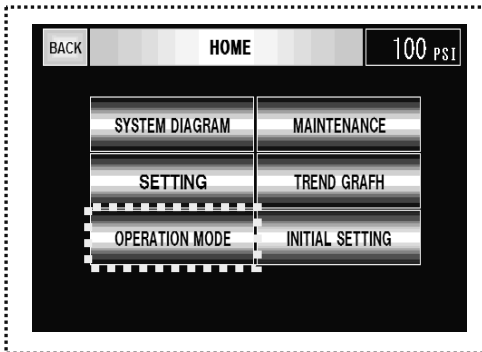 BACK HOME 100 PSI
SYSTEM DIAGRAM MAINTENANCE
SETTING TREND GRAFH
OPERATION MODE INITIAL SETTING